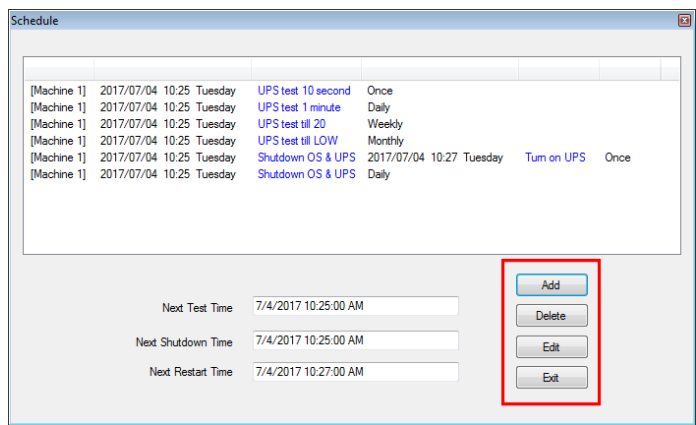 Schedule
[Machine 1] 2017/07/04 10:25 Tuesday UPS test 10 second Once
[Machine 1] 2017/07/04 10:25 Tuesday UPS test 1 minute Daily
[Machine 1] 2017/07/04 10:25 Tuesday UPS test till 20 Weekly
[Machine 1] 2017/07/04 10:25 Tuesday UPS test till LOW Monthly
[Machine 1] 2017/07/04 10:25 Tuesday Shutdown OS & UPS 2017/07/04 10:27 Tuesday Turn on UPS Once
[Machine 1] 2017/07/04 10:25 Tuesday Shutdown OS & UPS Daily
Next Test Time 7/4/2017 10:25:00 AM
Next Shutdown Time 7/4/2017 10:25:00 AM
Next Restart Time 7/4/2017 10:27:00 AM
Add
Delete
Edit
Exit